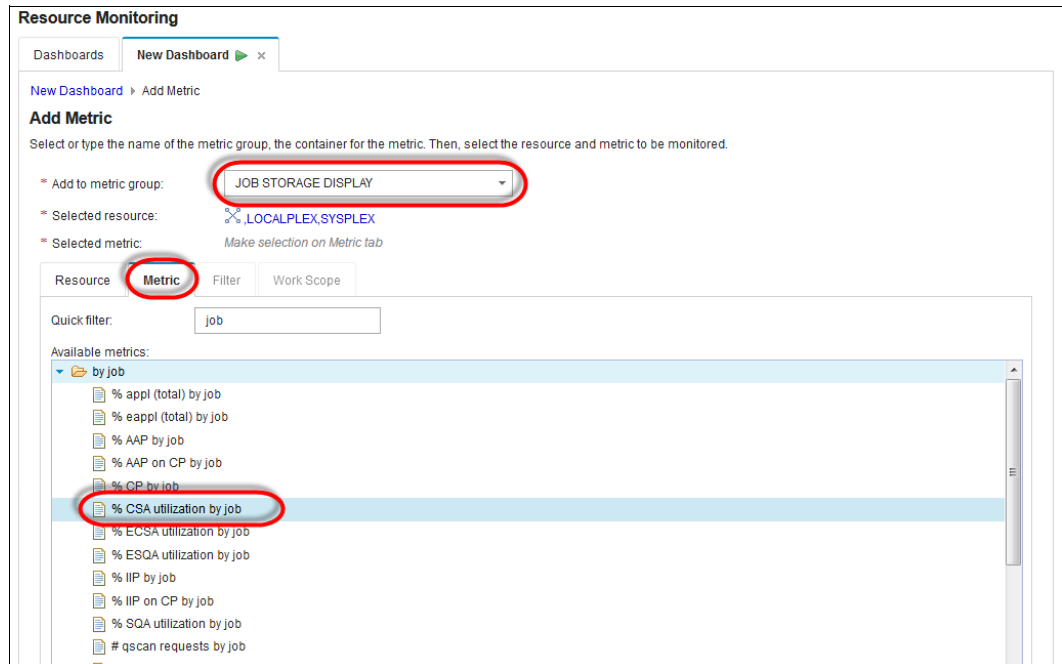 Resource Monitoring
Dashboards New Dashboard ×
New Dashboard Add Metric
Add Metric
Select or type the name of the metric group, the container for the metric. Then, select the resource and metric to be monitored.
* Add to metric group: JOB STORAGE DISPLAY
* Selected resource: ,LOCALPLEX,SYSPLEX
* Selected metric: Make selection on Metric tab
Resource Metric Filter Work Scope
Quick filter: job
Available metrics:
by job
% appl (total) by job
% eappl (total) by job
% AAP by job
% AAP on CP by job
% CP by job
% CSA utilization by job
% ECSA utilization by job
% ESQA utilization by job
% IIP by job
% IIP on CP by job
% SQA utilization by job
# qscan requests by job